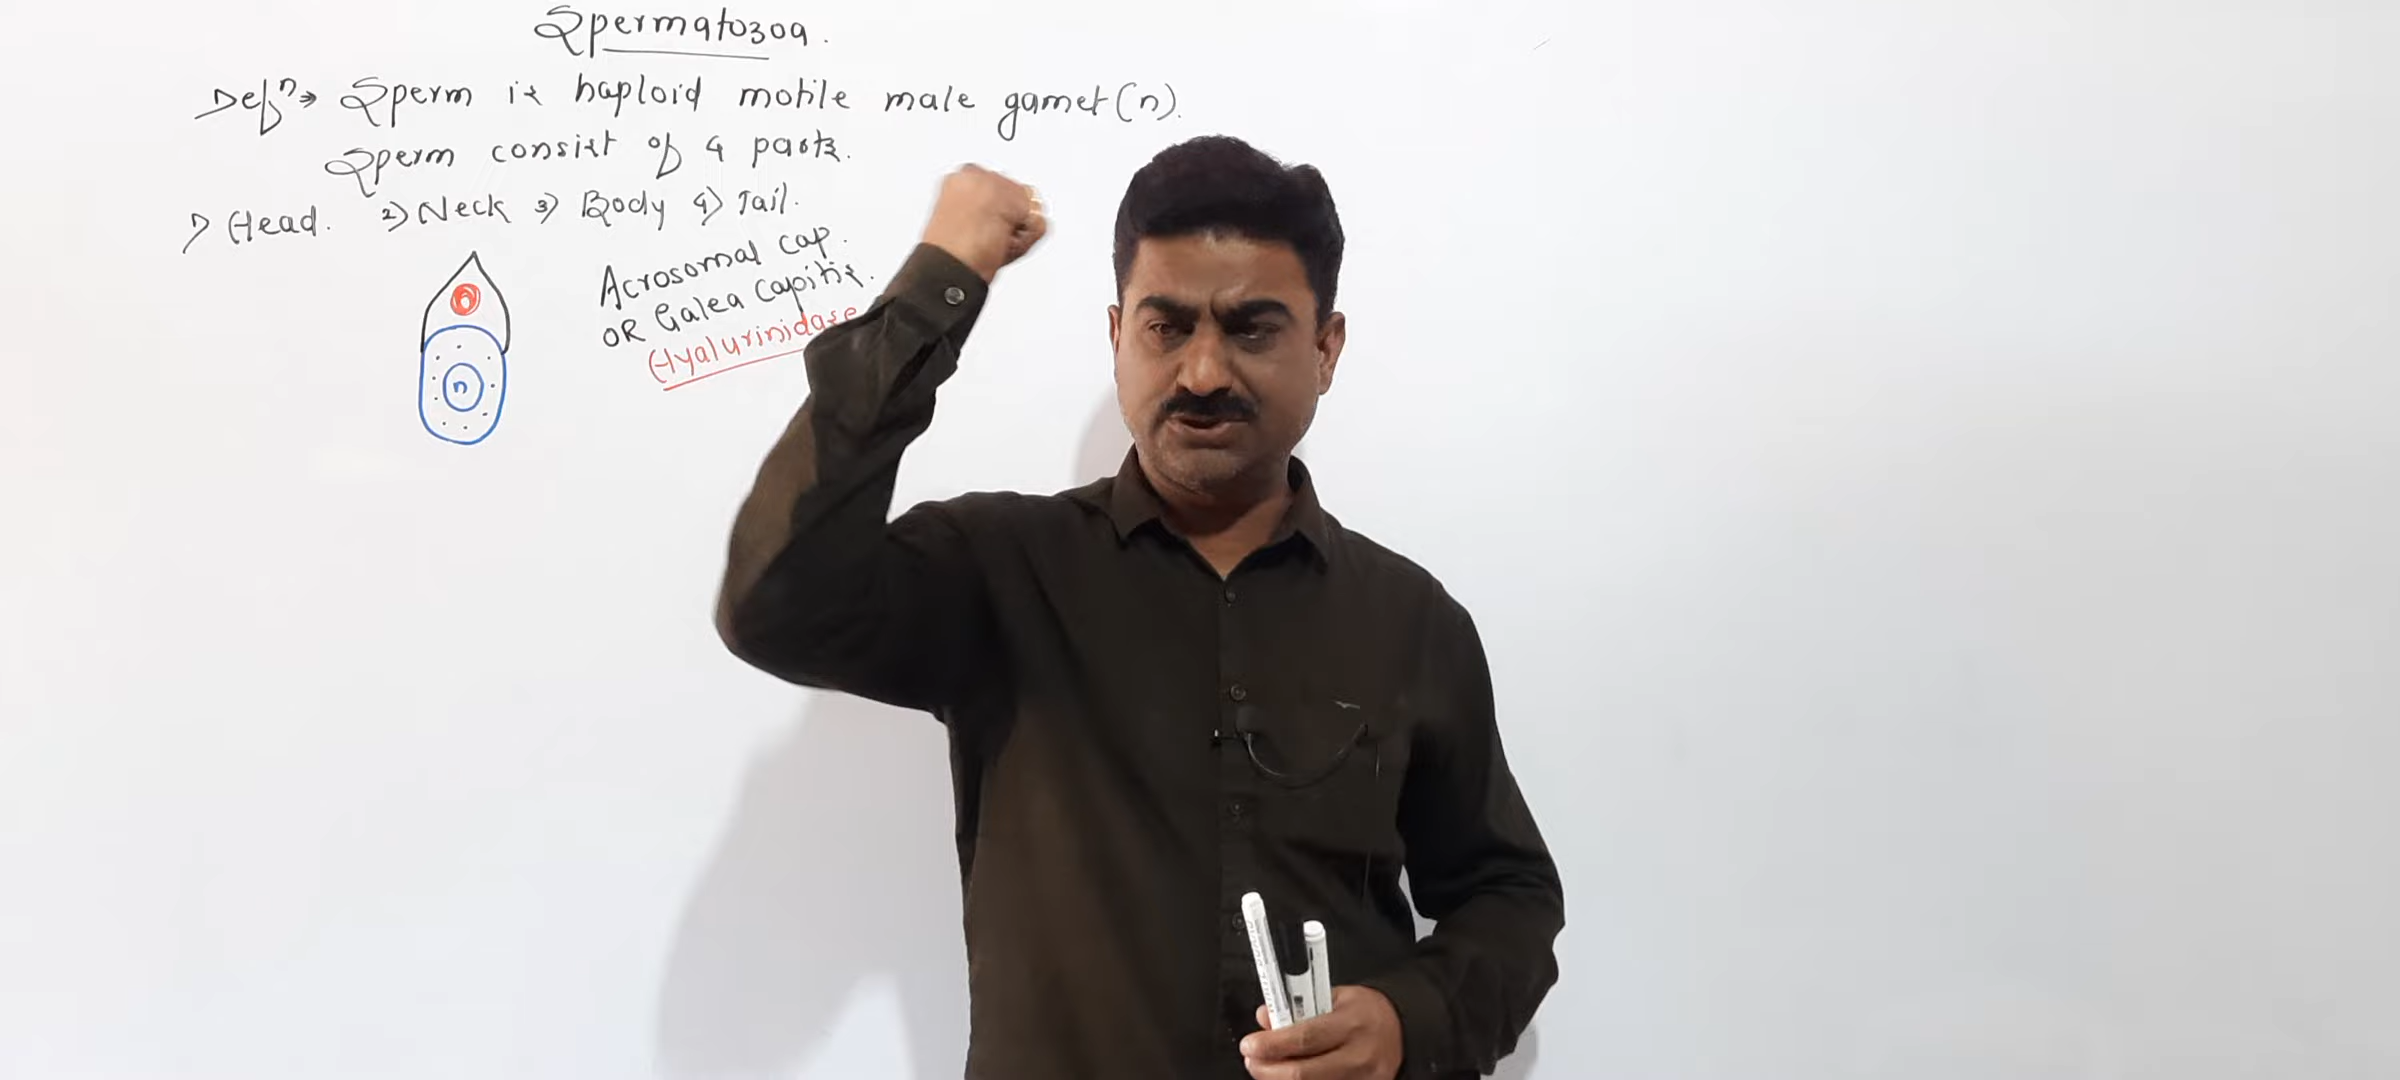 Spermatozoa.
Defn→ Sperm is haploid motile male gamet (n).
Sperm consist of 4 parts.
1) Head. 2) Neck 3) Body 4) Tail.
Acrosomal cap.
OR Galea capitis.
Hyalurinidase
n